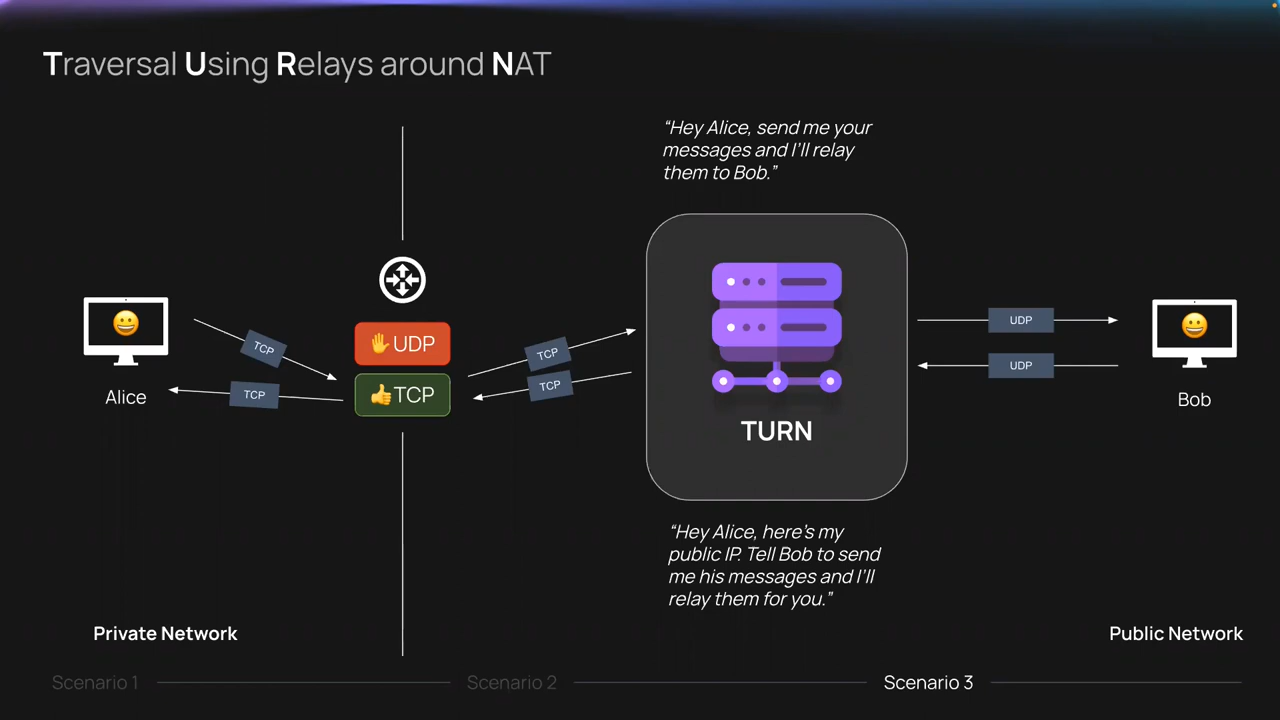 Traversal Using Relays around NAT
“Hey Alice, send me your
messages and I'll relay
them to Bob.”
UDP
TCP
TCP
TCP
TCP
TCP
UDP
UDP
Alice
Bob
TURN
“Hey Alice, here's my
public IP. Tell Bob to send
me his messages and I'll
relay them for you.”
Private Network
Public Network
Scenario 1
Scenario 2
Scenario 3